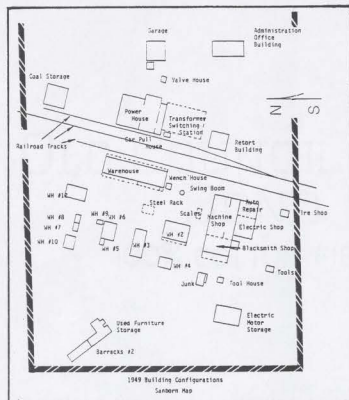 Garage
Administration
Office
Building
Coal Storage
Valve House
Power
House
Transformer
Switching
Station
N
S
Car Pull
House
Retort
Building
Railroad Tracks
Warehouse
Wench House
Swing Boom
Steel Rack
Scales
Auto
Repair
Tire Shop
WH #8
WH #9
WH #6
WH #7
WH #2
Machine
Shop
Electric Shop
WH #10
WH #5
WH #3
Blacksmith Shop
WH #4
Tools
Junk
Tool House
Used Furniture
Storage
Electric
Motor
Storage
Barracks #2
1949 Building Configurations
Sanborn Map